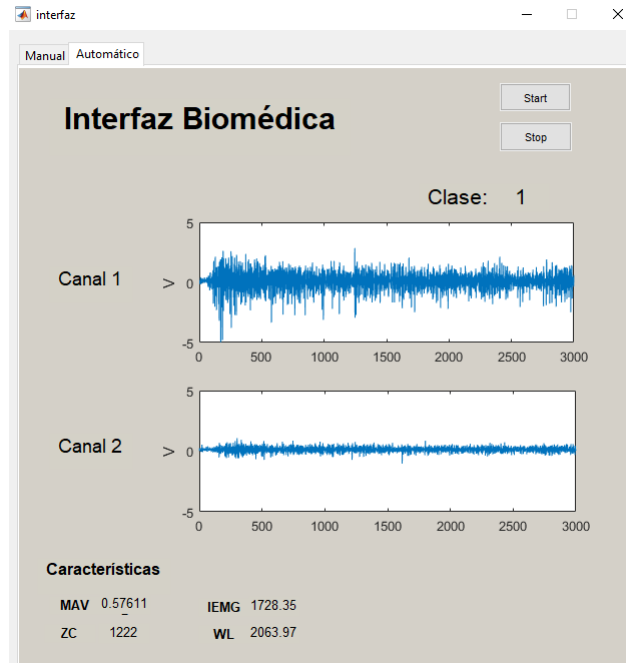 interfaz
Manual Automático
Start
Interfaz Biomédica
Stop
Clase: 1
Canal 1
V
5
0
-5
0 500 1000 1500 2000 2500 3000
Canal 2
V
5
0
-5
0 500 1000 1500 2000 2500 3000
Características
MAV 0.57611 IEMG 1728.35
ZC 1222 WL 2063.97